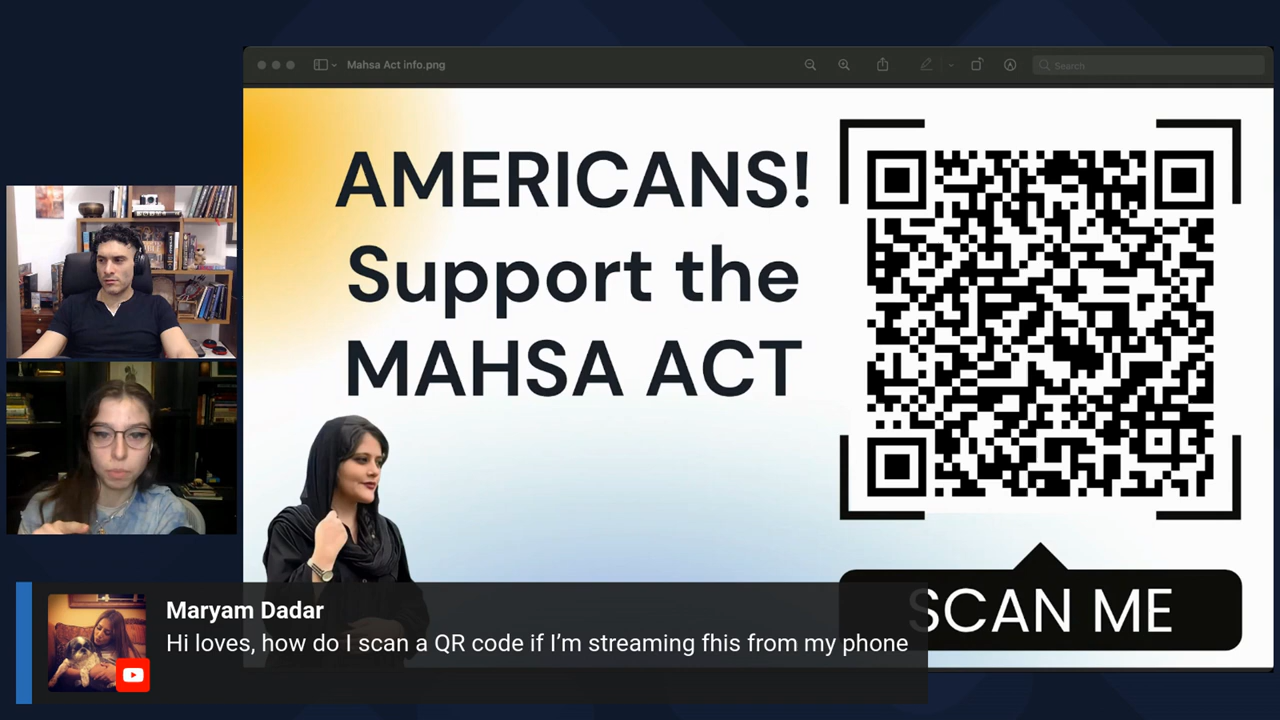 Mahsa Act info.png
Search
AMERICANS!
Support the
MAHSA ACT
SCAN ME
Maryam Dadar
Hi loves, how do I scan a QR code if I’m streaming fhis from my phone